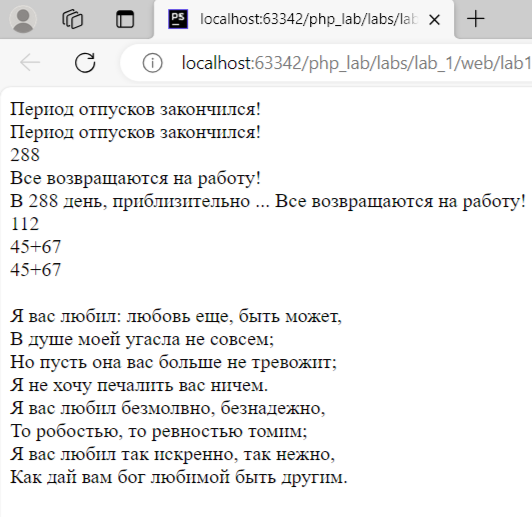 localhost:63342/php_lab/labs/lab
localhost:63342/php_lab/labs/lab_1/web/lab1
Период отпусков закончился!
Период отпусков закончился!
288
Все возвращаются на работу!
В 288 день, приблизительно ... Все возвращаются на работу!
112
45+67
45+67
Я вас любил: любовь еще, быть может,
В душе моей угасла не совсем;
Но пусть она вас больше не тревожит;
Я не хочу печалить вас ничем.
Я вас любил безмолвно, безнадежно,
То робостью, то ревностью томим;
Я вас любил так искренно, так нежно,
Как дай вам бог любимой быть другим.